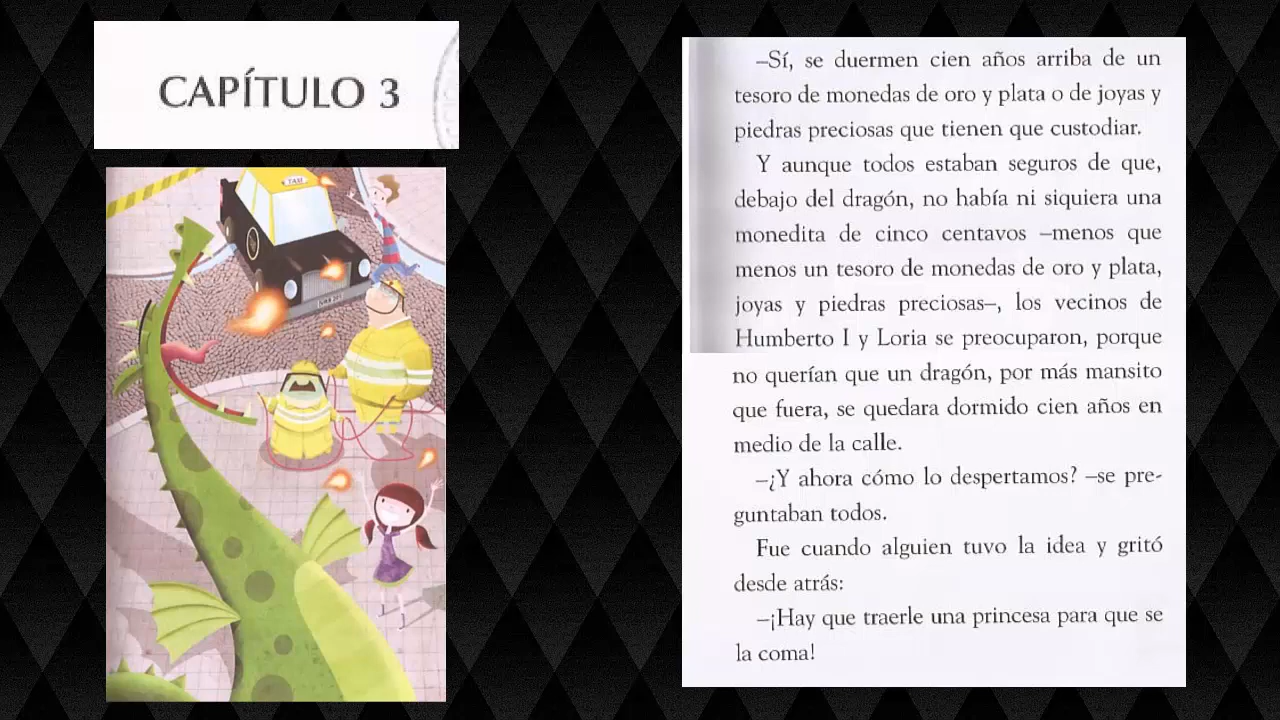 CAPÍTULO 3
TAXI
–Sí, se duermen cien años arriba de un
tesoro de monedas de oro y plata o de joyas y
piedras preciosas que tienen que custodiar.
Y aunque todos estaban seguros de que,
debajo del dragón, no había ni siquiera una
monedita de cinco centavos –menos que
menos un tesoro de monedas de oro y plata,
joyas y piedras preciosas–, los vecinos de
Humberto I y Loria se preocuparon, porque
no querían que un dragón, por más mansito
que fuera, se quedara dormido cien años en
medio de la calle.
–¿Y ahora cómo lo despertamos? –se pre-
guntaban todos.
Fue cuando alguien tuvo la idea y gritó
desde atrás:
–¡Hay que traerle una princesa para que se
la coma!